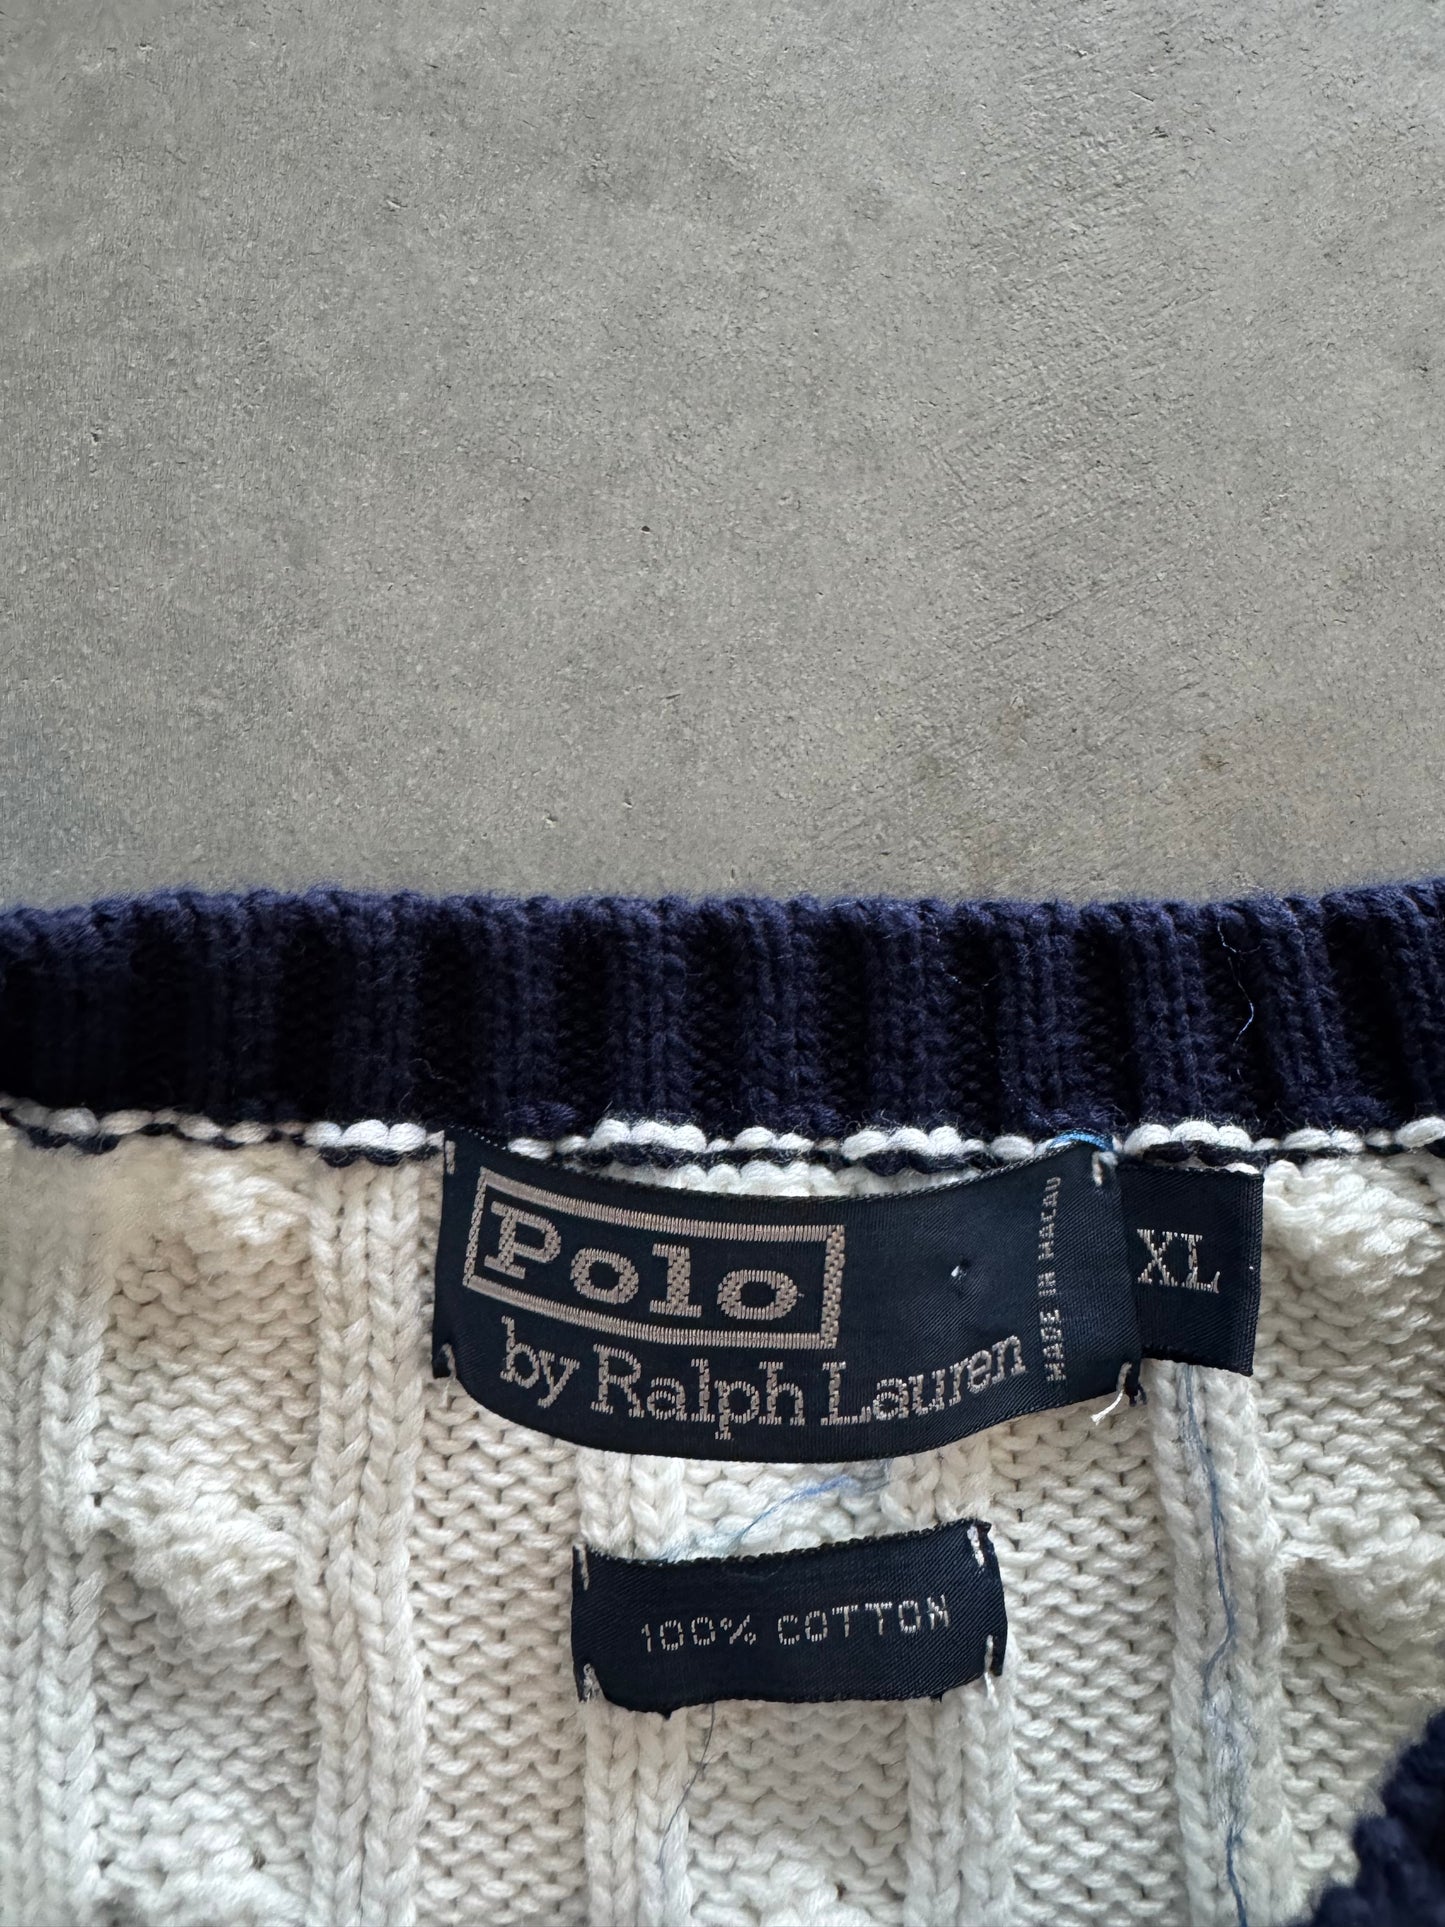 Polo
by Ralph Lauren
MADE IN MACAU
XL
100% COTTON